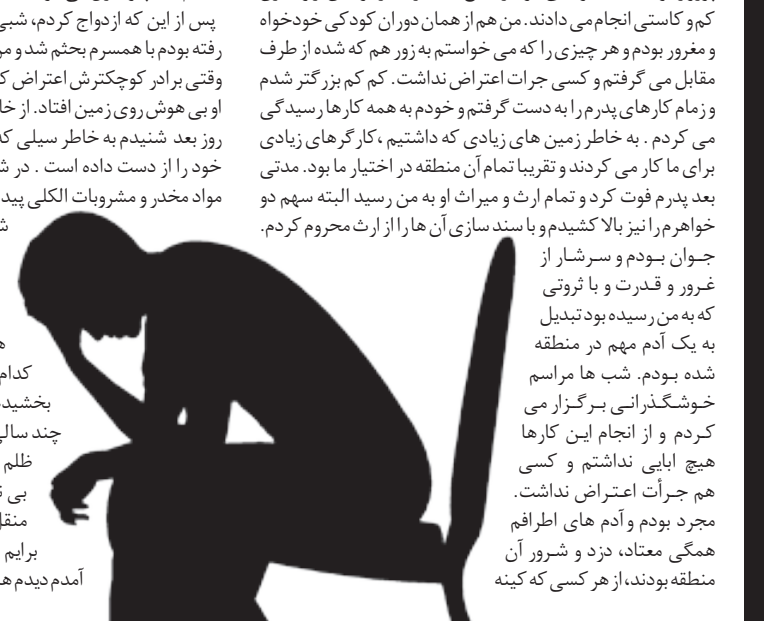 کم و کاستی انجام می دادند. من هم از همان دوران کودکی خودخواه
و مغرور بودم و هر چیزی را که می خواستم به زور هم که شده از طرف
مقابل می گرفتم و کسی جرات اعتراض نداشت. کم کم بزرگتر شدم
و زمام کارهای پدرم را به دست گرفتم و خودم به همه کارها رسیدگی
می کردم . به خاطر زمین های زیادی که داشتیم ،کارگرهای زیادی
برای ما کار می کردند و تقریبا تمام آن منطقه در اختیار ما بود. مدتی
بعد پدرم فوت کرد و تمام ارث و میراث او به من رسید البته سهم دو
خواهرم را نیز بالا کشیدم و با سند سازی آن ها را از ارث محروم کردم.
جوان بودم و سرشار از
غرور و قدرت و با ثروتی
که به من رسیده بود تبدیل
به یک آدم مهم در منطقه
شده بودم. شب ها مراسم
خوشگذرانی برگزار می
کردم و از انجام این کارها
هیچ ابایی نداشتم و کسی
هم جرأت اعتراض نداشت.
مجرد بودم و آدم های اطرافم
همگی معتاد، دزد و شرور آن
منطقه بودند، از هر کسی که کینه
پس از این که ازدواج کردم، شبی
رفته بودم با همسرم بحثم شد و
وقتی برادر کوچکترش اعتراض
او بی هوش روی زمین افتاد. از
روز بعد شنیدم به خاطر سیلی
خود را از دست داده است . در
مواد مخدر و مشروبات الکلی
کدام
چند
ظلم
بی
برایم
آمدم دیدم